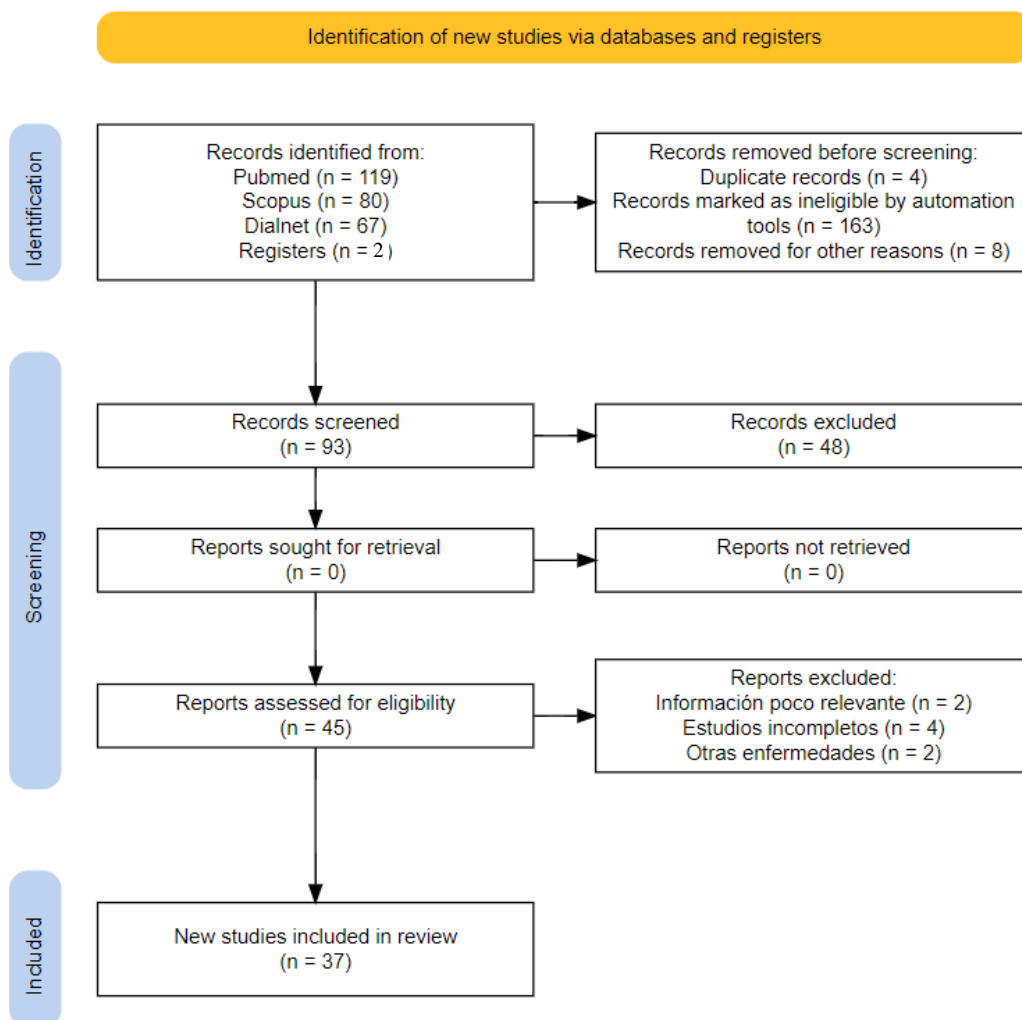 Identification of new studies via databases and registers
Identification
Records identified from:
Pubmed (n = 119)
Scopus (n = 80)
Dialnet (n = 67)
Registers (n = 2)
Records removed before screening:
Duplicate records (n = 4)
Records marked as ineligible by automation
tools (n = 163)
Records removed for other reasons (n = 8)
Screening
Records screened
(n = 93)
Records excluded
(n = 48)
Reports sought for retrieval
(n = 0)
Reports not retrieved
(n = 0)
Reports assessed for eligibility
(n = 45)
Reports excluded:
Información poco relevante (n = 2)
Estudios incompletos (n = 4)
Otras enfermedades (n = 2)
Included
New studies included in review
(n = 37)